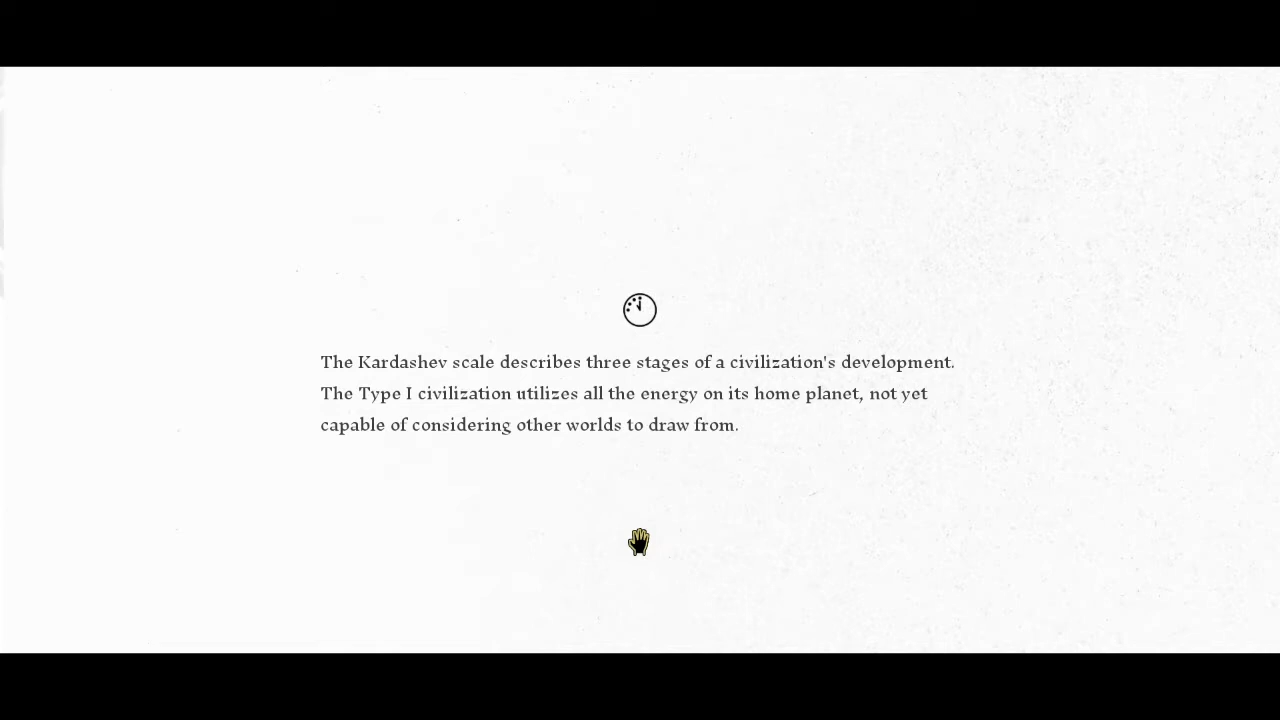 The Kardashev scale describes three stages of a civilization's development.
The Type I civilization utilizes all the energy on its home planet, not yet
capable of considering other worlds to draw from.